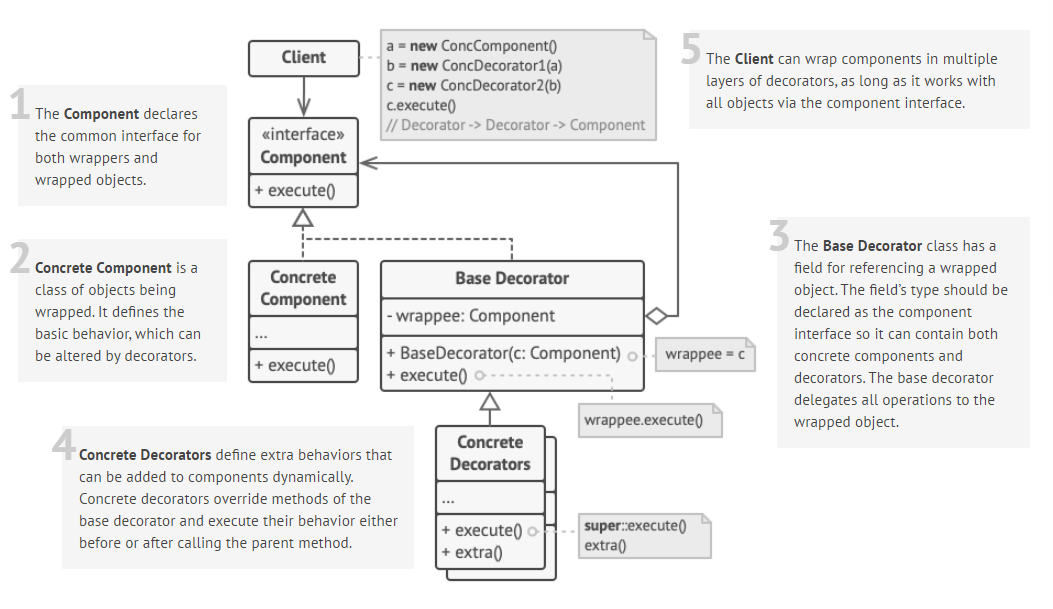 Client
a = new ConcComponent()
b = new ConcDecorator1(a)
c = new ConcDecorator2(b)
c.execute()
// Decorator -> Decorator -> Component
5
The Client can wrap components in multiple
layers of decorators, as long as it works with
all objects via the component interface.
1
The Component declares
the common interface for
both wrappers and
wrapped objects.
«interface»
Component
+ execute()
2
Concrete Component is a
class of objects being
wrapped. It defines the
basic behavior, which can
be altered by decorators.
Concrete
Component
...
+ execute()
Base Decorator
- wrappee: Component
+ BaseDecorator(c: Component)
+ execute()
wrappee = c
wrappee.execute()
3
The Base Decorator class has a
field for referencing a wrapped
object. The field's type should be
declared as the component
interface so it can contain both
concrete components and
decorators. The base decorator
delegates all operations to the
wrapped object.
4
Concrete Decorators define extra behaviors that
can be added to components dynamically.
Concrete decorators override methods of the
base decorator and execute their behavior either
before or after calling the parent method.
Concrete
Decorators
...
+ execute()
+ extra()
super::execute()
extra()